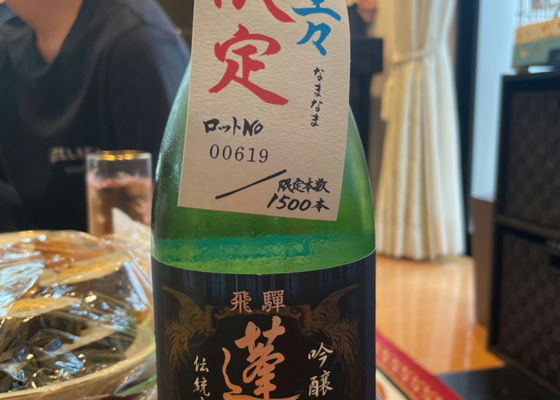 限定
生々
なまなま
ロットNo
00619
限定本数
1500本
飛騨
蓬
吟醸
伝統